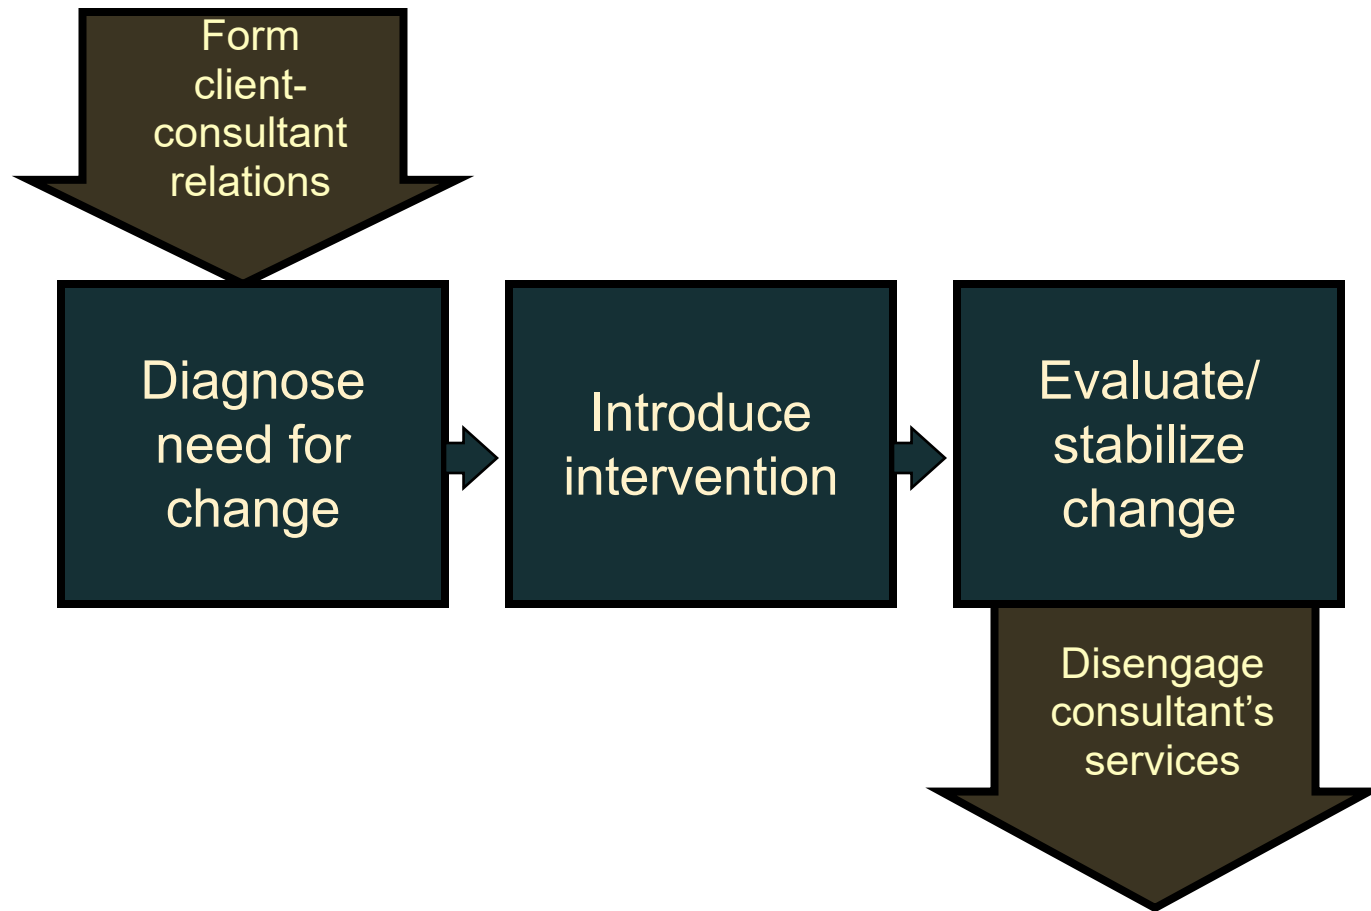 Form
client-
consultant
relations
Diagnose
need for
change
Introduce
intervention
Evaluate/
stabilize
change
Disengage
consultant’s
services